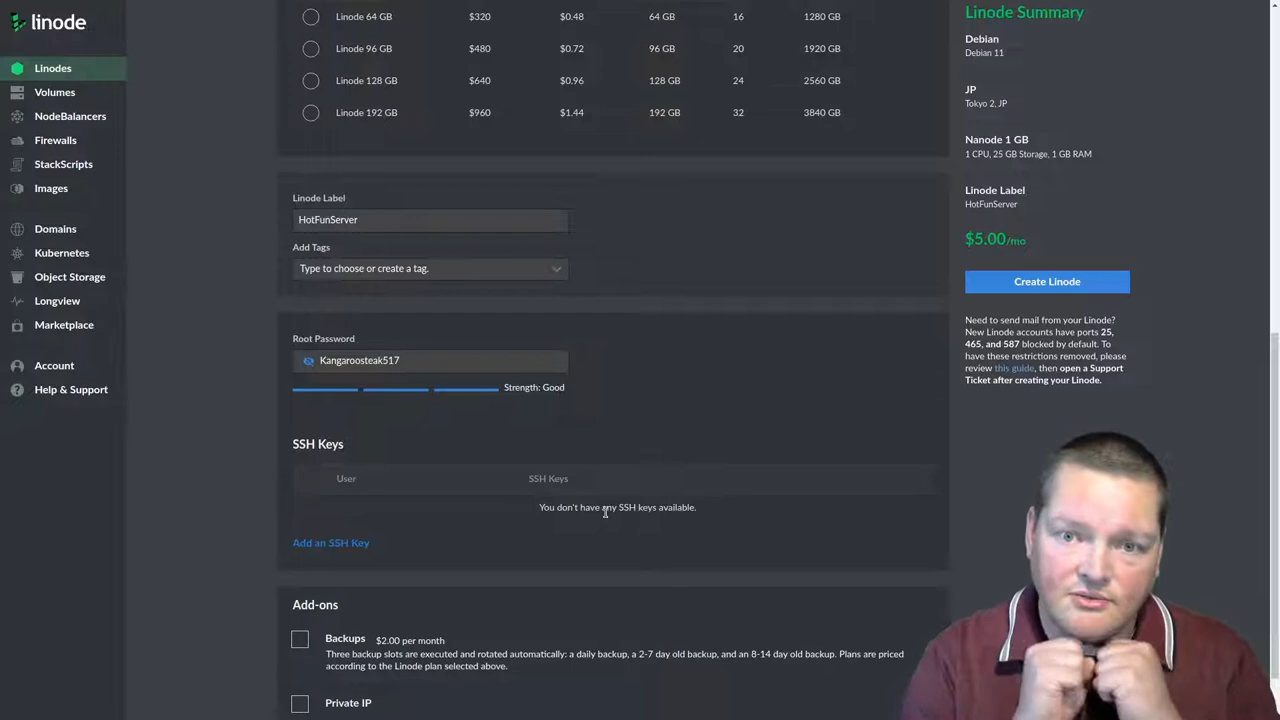 linode
Linodes
Volumes
NodeBalancers
Firewalls
StackScripts
Images
Domains
Kubernetes
Object Storage
Longview
Marketplace
Account
Help & Support
Linode 64 GB $320 $0.48 64 GB 16 1280 GB
Linode 96 GB $480 $0.72 96 GB 20 1920 GB
Linode 128 GB $640 $0.96 128 GB 24 2560 GB
Linode 192 GB $960 $1.44 192 GB 32 3840 GB
Linode Label
HotFunServer
Add Tags
Type to choose or create a tag.
Root Password
Kangaroosteak517
Strength: Good
SSH Keys
User SSH Keys
You don't have any SSH keys available.
Add an SSH Key
Add-ons
Backups $2.00 per month
Three backup slots are executed and rotated automatically: a daily backup, a 2-7 day old backup, and an 8-14 day old backup. Plans are priced
according to the Linode plan selected above.
Private IP
Linode Summary
Debian
Debian 11
JP
Tokyo 2, JP
Nanode 1 GB
1 CPU, 25 GB Storage, 1 GB RAM
Linode Label
HotFunServer
$5.00/mo
Create Linode
Need to send mail from your Linode?
New Linode accounts have ports 25,
465, and 587 blocked by default. To
have these restrictions removed, please
review this guide, then open a Support
Ticket after creating your Linode.